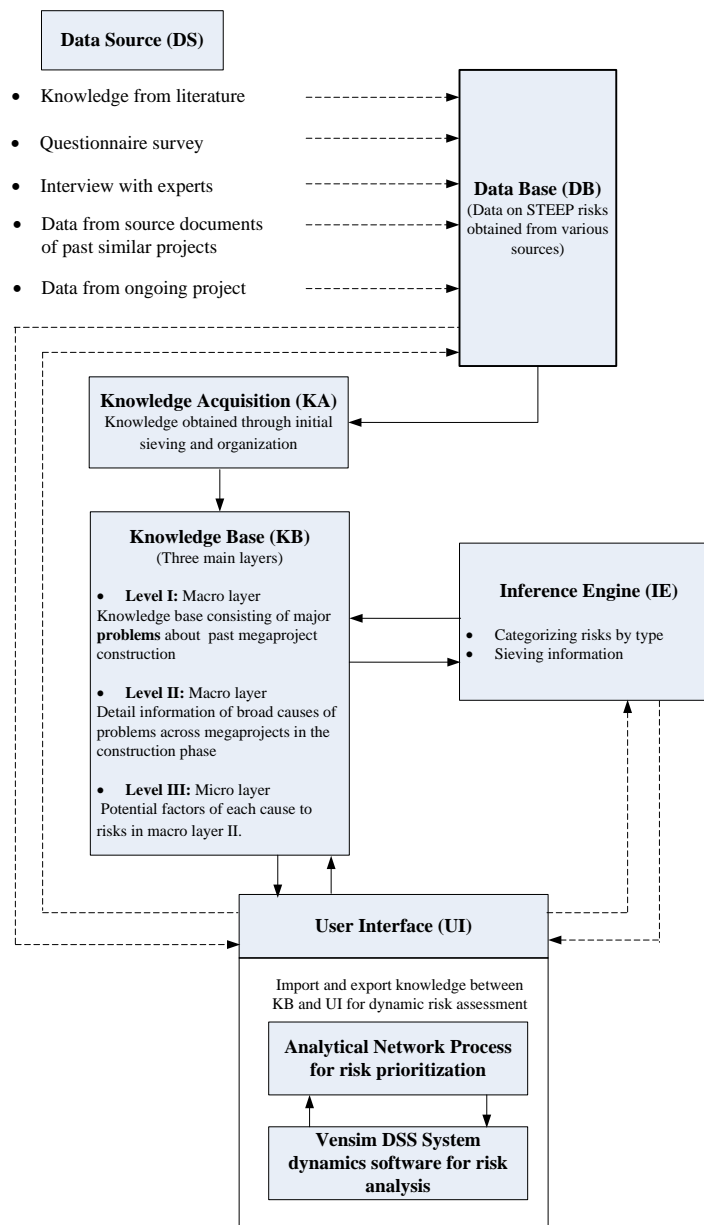 Data Source (DS)
• Knowledge from literature
• Questionnaire survey
• Interview with experts
• Data from source documents
of past similar projects
• Data from ongoing project
Data Base (DB)
(Data on STEEP risks
obtained from various
sources)
Knowledge Acquisition (KA)
Knowledge obtained through initial
sieving and organization
Knowledge Base (KB)
(Three main layers)
• Level I: Macro layer
Knowledge base consisting of major
problems about past megaproject
construction
• Level II: Macro layer
Detail information of broad causes of
problems across megaprojects in the
construction phase
• Level III: Micro layer
Potential factors of each cause to
risks in macro layer II.
Inference Engine (IE)
• Categorizing risks by type
• Sieving information
User Interface (UI)
Import and export knowledge between
KB and UI for dynamic risk assessment
Analytical Network Process
for risk prioritization
Vensim DSS System
dynamics software for risk
analysis